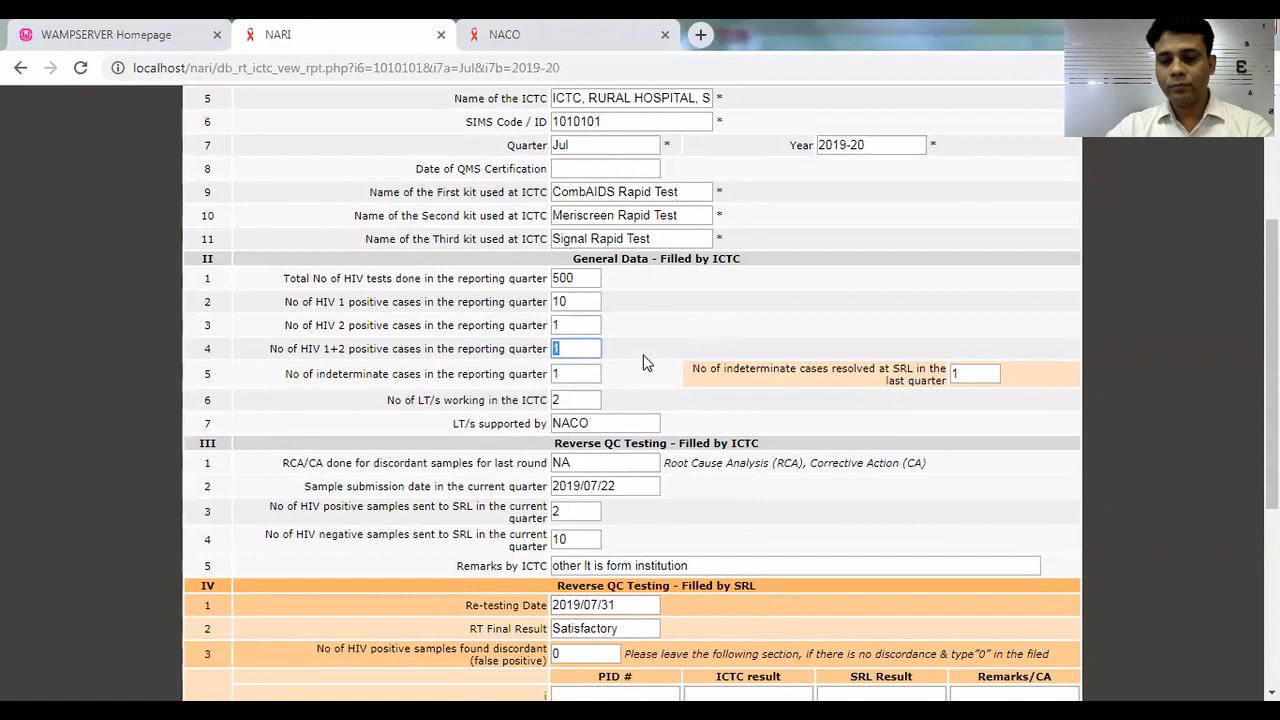 WAMPSERVER Homepage NARI NACO
localhost/nari/db_rt_ictc_vew_rpt.php?i6=1010101&i7a=Jul&i7b=2019-20
5 Name of the ICTC ICTC, RURAL HOSPITAL, S *
6 SIMS Code / ID 1010101 *
7 Quarter Jul * Year 2019-20 *
8 Date of QMS Certification
9 Name of the First kit used at ICTC CombAIDS Rapid Test *
10 Name of the Second kit used at ICTC Meriscreen Rapid Test *
11 Name of the Third kit used at ICTC Signal Rapid Test *
II General Data - Filled by ICTC
1 Total No of HIV tests done in the reporting quarter 500
2 No of HIV 1 positive cases in the reporting quarter 10
3 No of HIV 2 positive cases in the reporting quarter 1
4 No of HIV 1+2 positive cases in the reporting quarter 1
5 No of indeterminate cases in the reporting quarter 1 No of indeterminate cases resolved at SRL in the
last quarter 1
6 No of LT/s working in the ICTC 2
7 LT/s supported by NACO
III Reverse QC Testing - Filled by ICTC
1 RCA/CA done for discordant samples for last round NA Root Cause Analysis (RCA), Corrective Action (CA)
2 Sample submission date in the current quarter 2019/07/22
3 No of HIV positive samples sent to SRL in the current
quarter 2
4 No of HIV negative samples sent to SRL in the current
quarter 10
5 Remarks by ICTC other lt is form institution
IV Reverse QC Testing - Filled by SRL
1 Re-testing Date 2019/07/31
2 RT Final Result Satisfactory
3 No of HIV positive samples found discordant
(false positive) 0 Please leave the following section, if there is no discordance & type"0" in the filed
PID # ICTC result SRL Result Remarks/CA
i